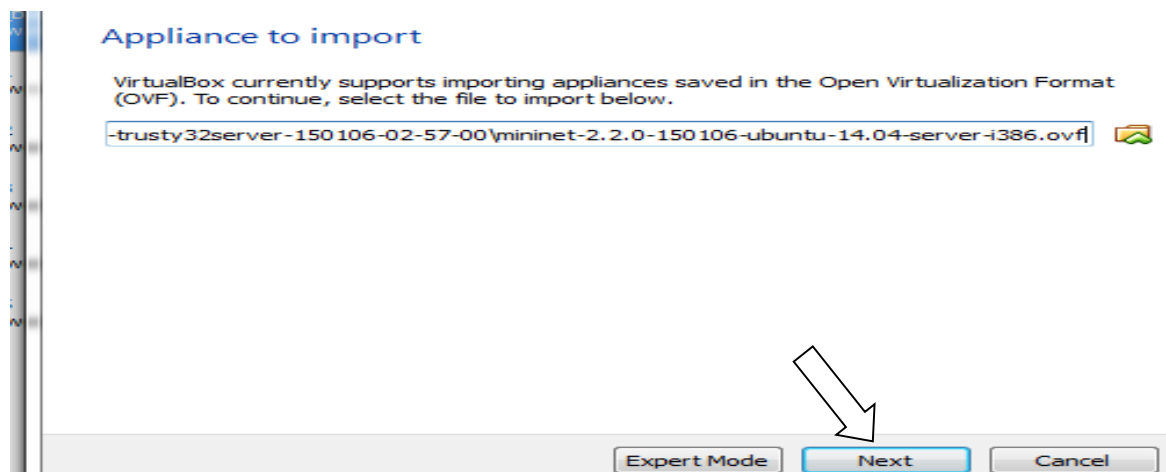 Appliance to import
VirtualBox currently supports importing appliances saved in the Open Virtualization Format
(OVF). To continue, select the file to import below.
-trusty32server-150106-02-57-00\mininet-2.2.0-150106-ubuntu-14.04-server-i386.ovf
Expert Mode
Next
Cancel